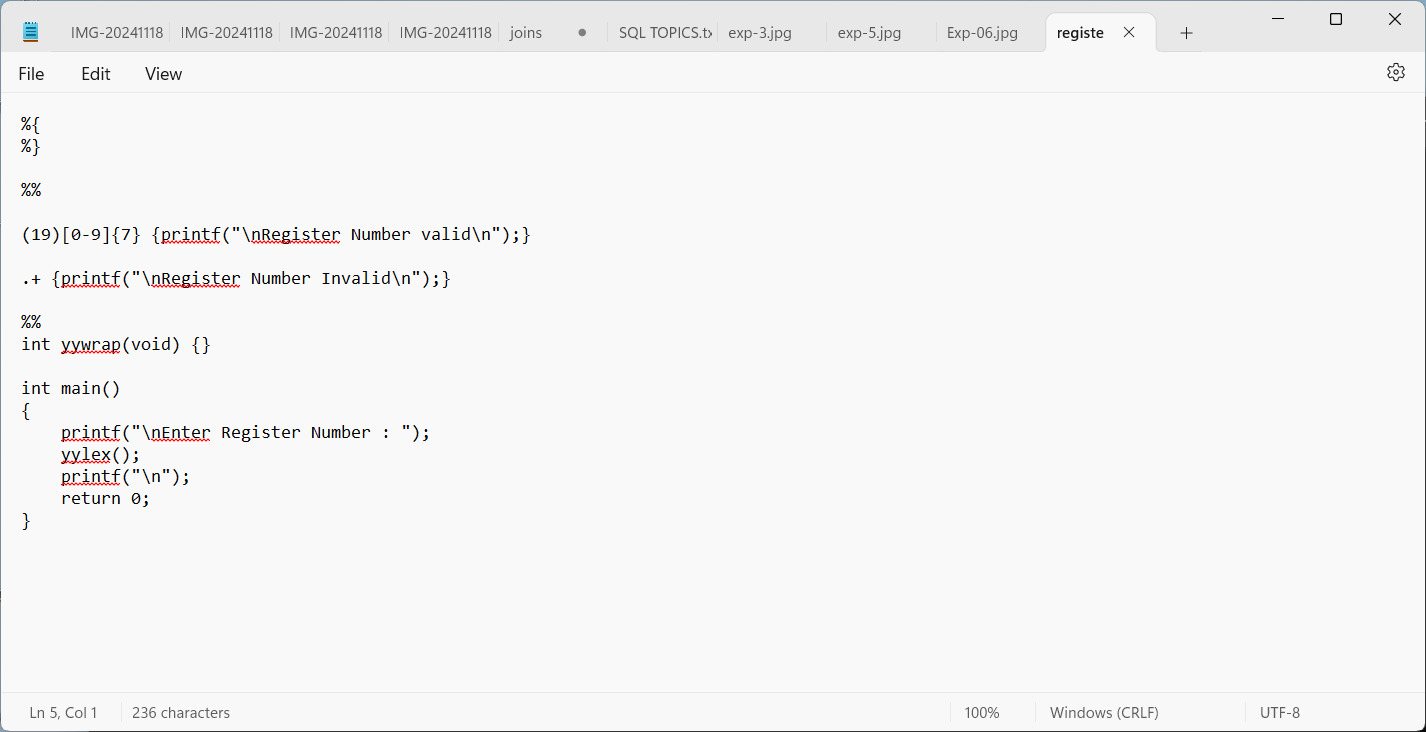 IMG-20241118 IMG-20241118 IMG-20241118 IMG-20241118 joins SQL TOPICS.tx exp-3.jpg exp-5.jpg Exp-06.jpg registe
File Edit View
%{
%}
%%
(19)[0-9]{7} {printf("\nRegister Number valid\n");}
.+ {printf("\nRegister Number Invalid\n");}
%%
int yywrap(void) {}
int main()
{
    printf("\nEnter Register Number : ");
    yylex();
    printf("\n");
    return 0;
}
Ln 5, Col 1 236 characters 100% Windows (CRLF) UTF-8